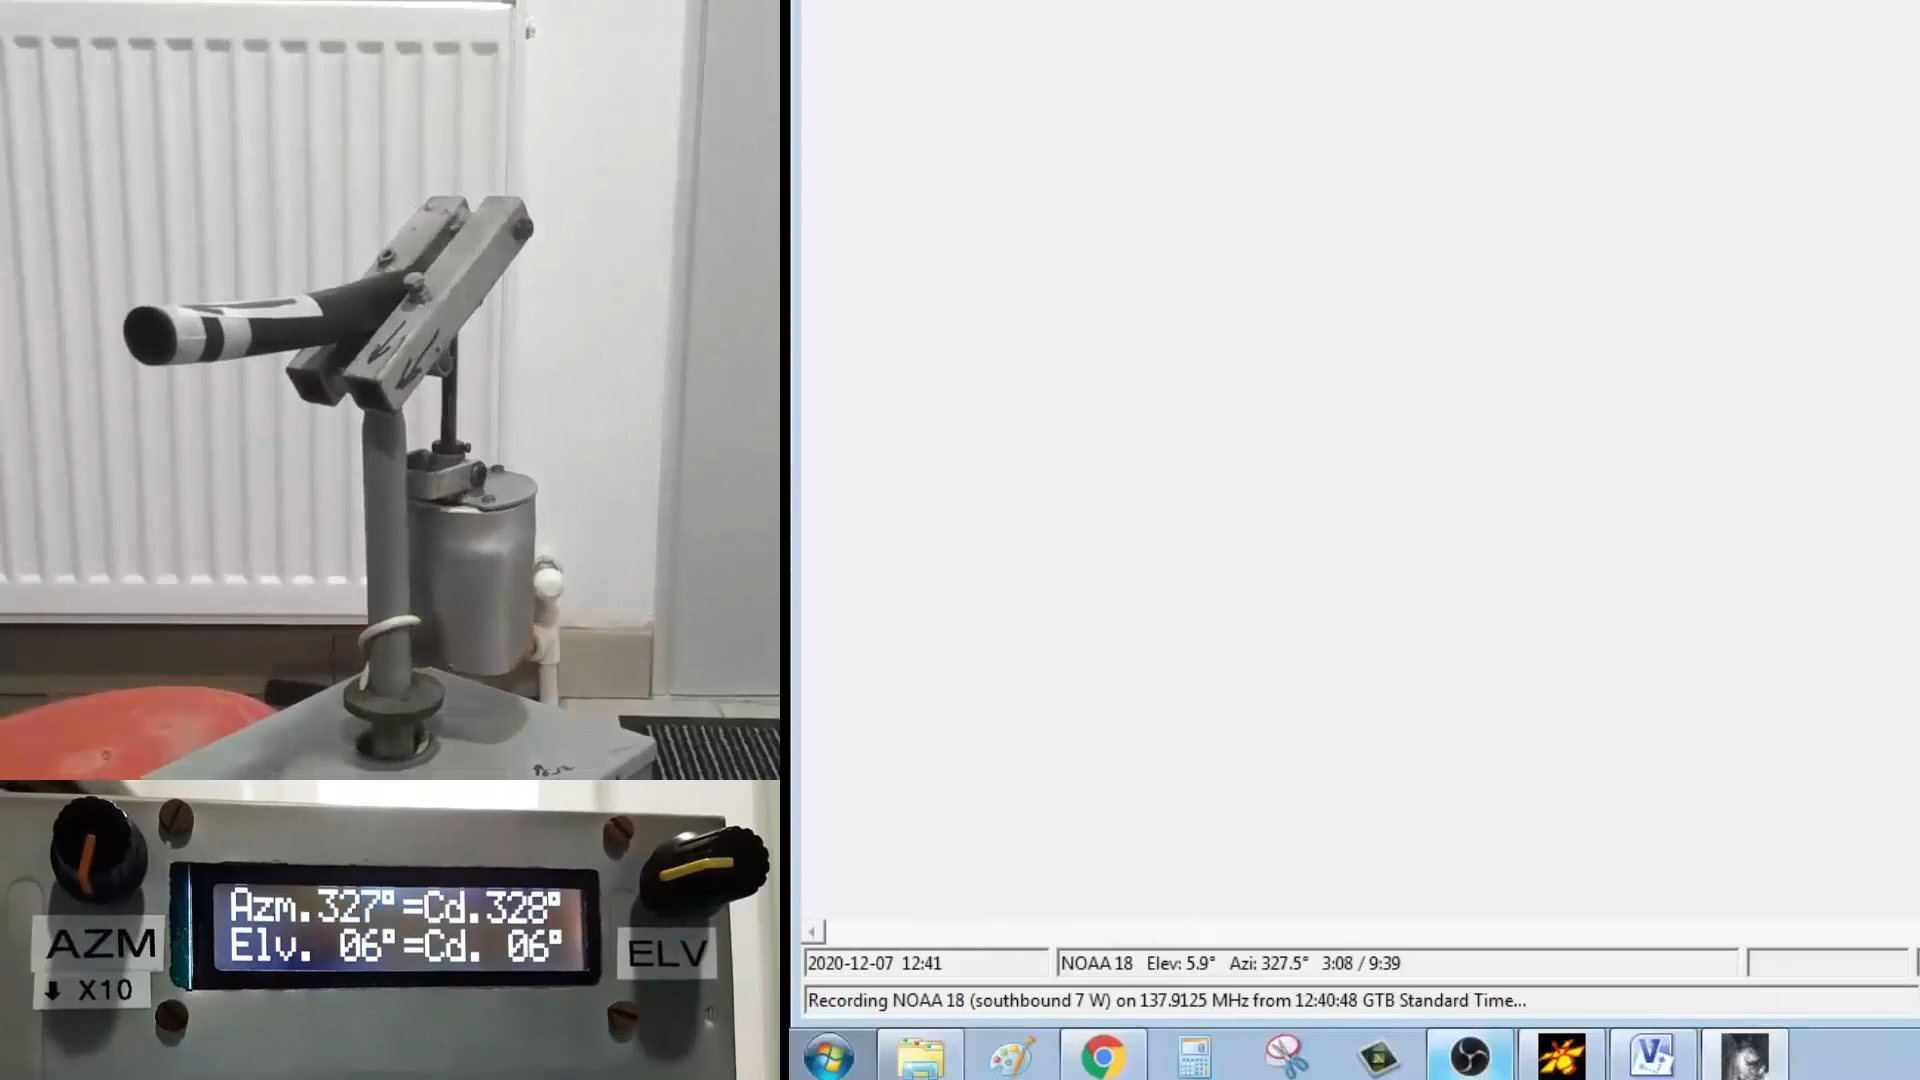 Azm.327°=Cd.328°
Elv. 06°=Cd. 06°
AZM
↓ X10
ELV
2020-12-07 12:41
NOAA 18 Elev: 5.9° Azi: 327.5° 3:08 / 9:39
Recording NOAA 18 (southbound 7 W) on 137.9125 MHz from 12:40:48 GTB Standard Time...